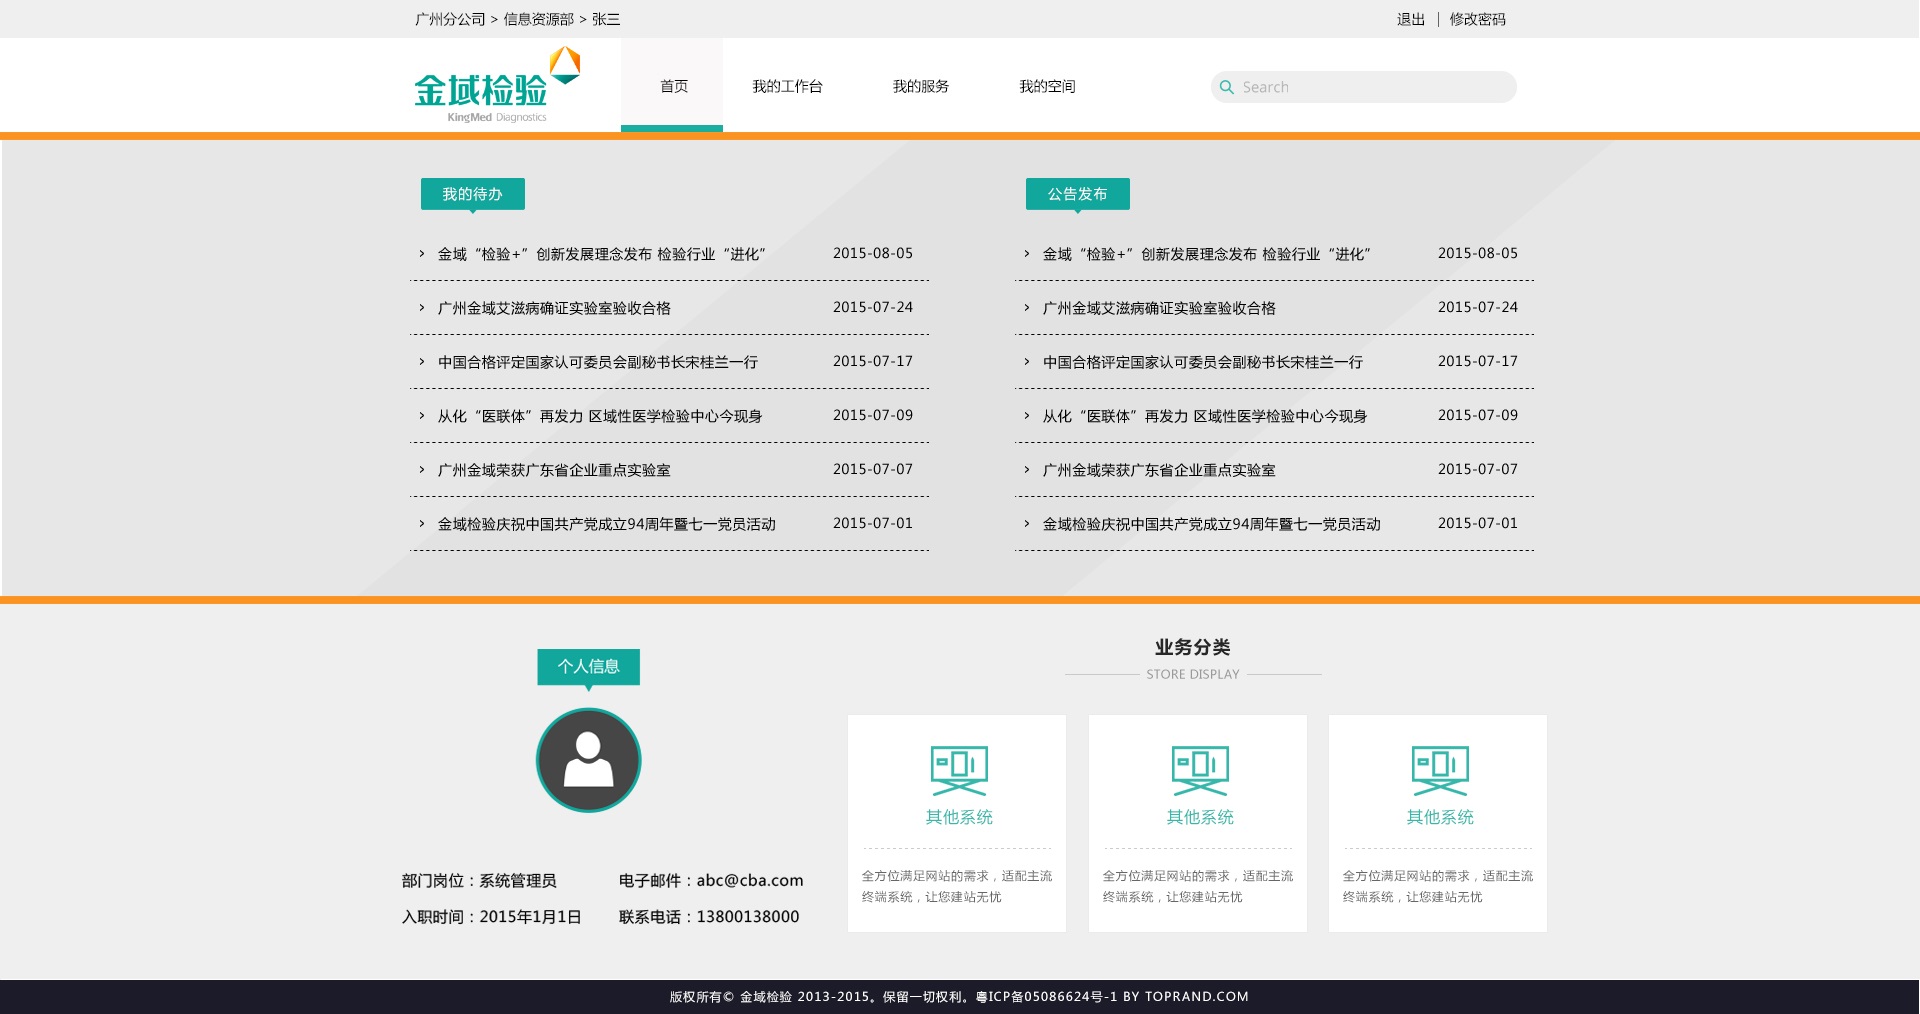 广州分公司 > 信息资源部 > 张三
退出 | 修改密码
金域检验
KingMed Diagnostics
首页 我的工作台 我的服务 我的空间
Search
我的待办
金域“检验+”创新发展理念发布 检验行业“进化” 2015-08-05
广州金域艾滋病确证实验室验收合格 2015-07-24
中国合格评定国家认可委员会副秘书长宋桂兰一行 2015-07-17
从化“医联体”再发力 区域性医学检验中心今现身 2015-07-09
广州金域荣获广东省企业重点实验室 2015-07-07
金域检验庆祝中国共产党成立94周年暨七一党员活动 2015-07-01
公告发布
金域“检验+”创新发展理念发布 检验行业“进化” 2015-08-05
广州金域艾滋病确证实验室验收合格 2015-07-24
中国合格评定国家认可委员会副秘书长宋桂兰一行 2015-07-17
从化“医联体”再发力 区域性医学检验中心今现身 2015-07-09
广州金域荣获广东省企业重点实验室 2015-07-07
金域检验庆祝中国共产党成立94周年暨七一党员活动 2015-07-01
个人信息
部门岗位：系统管理员 电子邮件：abc@cba.com
入职时间：2015年1月1日 联系电话：13800138000
业务分类
STORE DISPLAY
其他系统
全方位满足网站的需求，适配主流
终端系统，让您建站无忧
其他系统
全方位满足网站的需求，适配主流
终端系统，让您建站无忧
其他系统
全方位满足网站的需求，适配主流
终端系统，让您建站无忧
版权所有© 金域检验 2013-2015。保留一切权利。粤ICP备05086624号-1 BY TOPRAND.COM